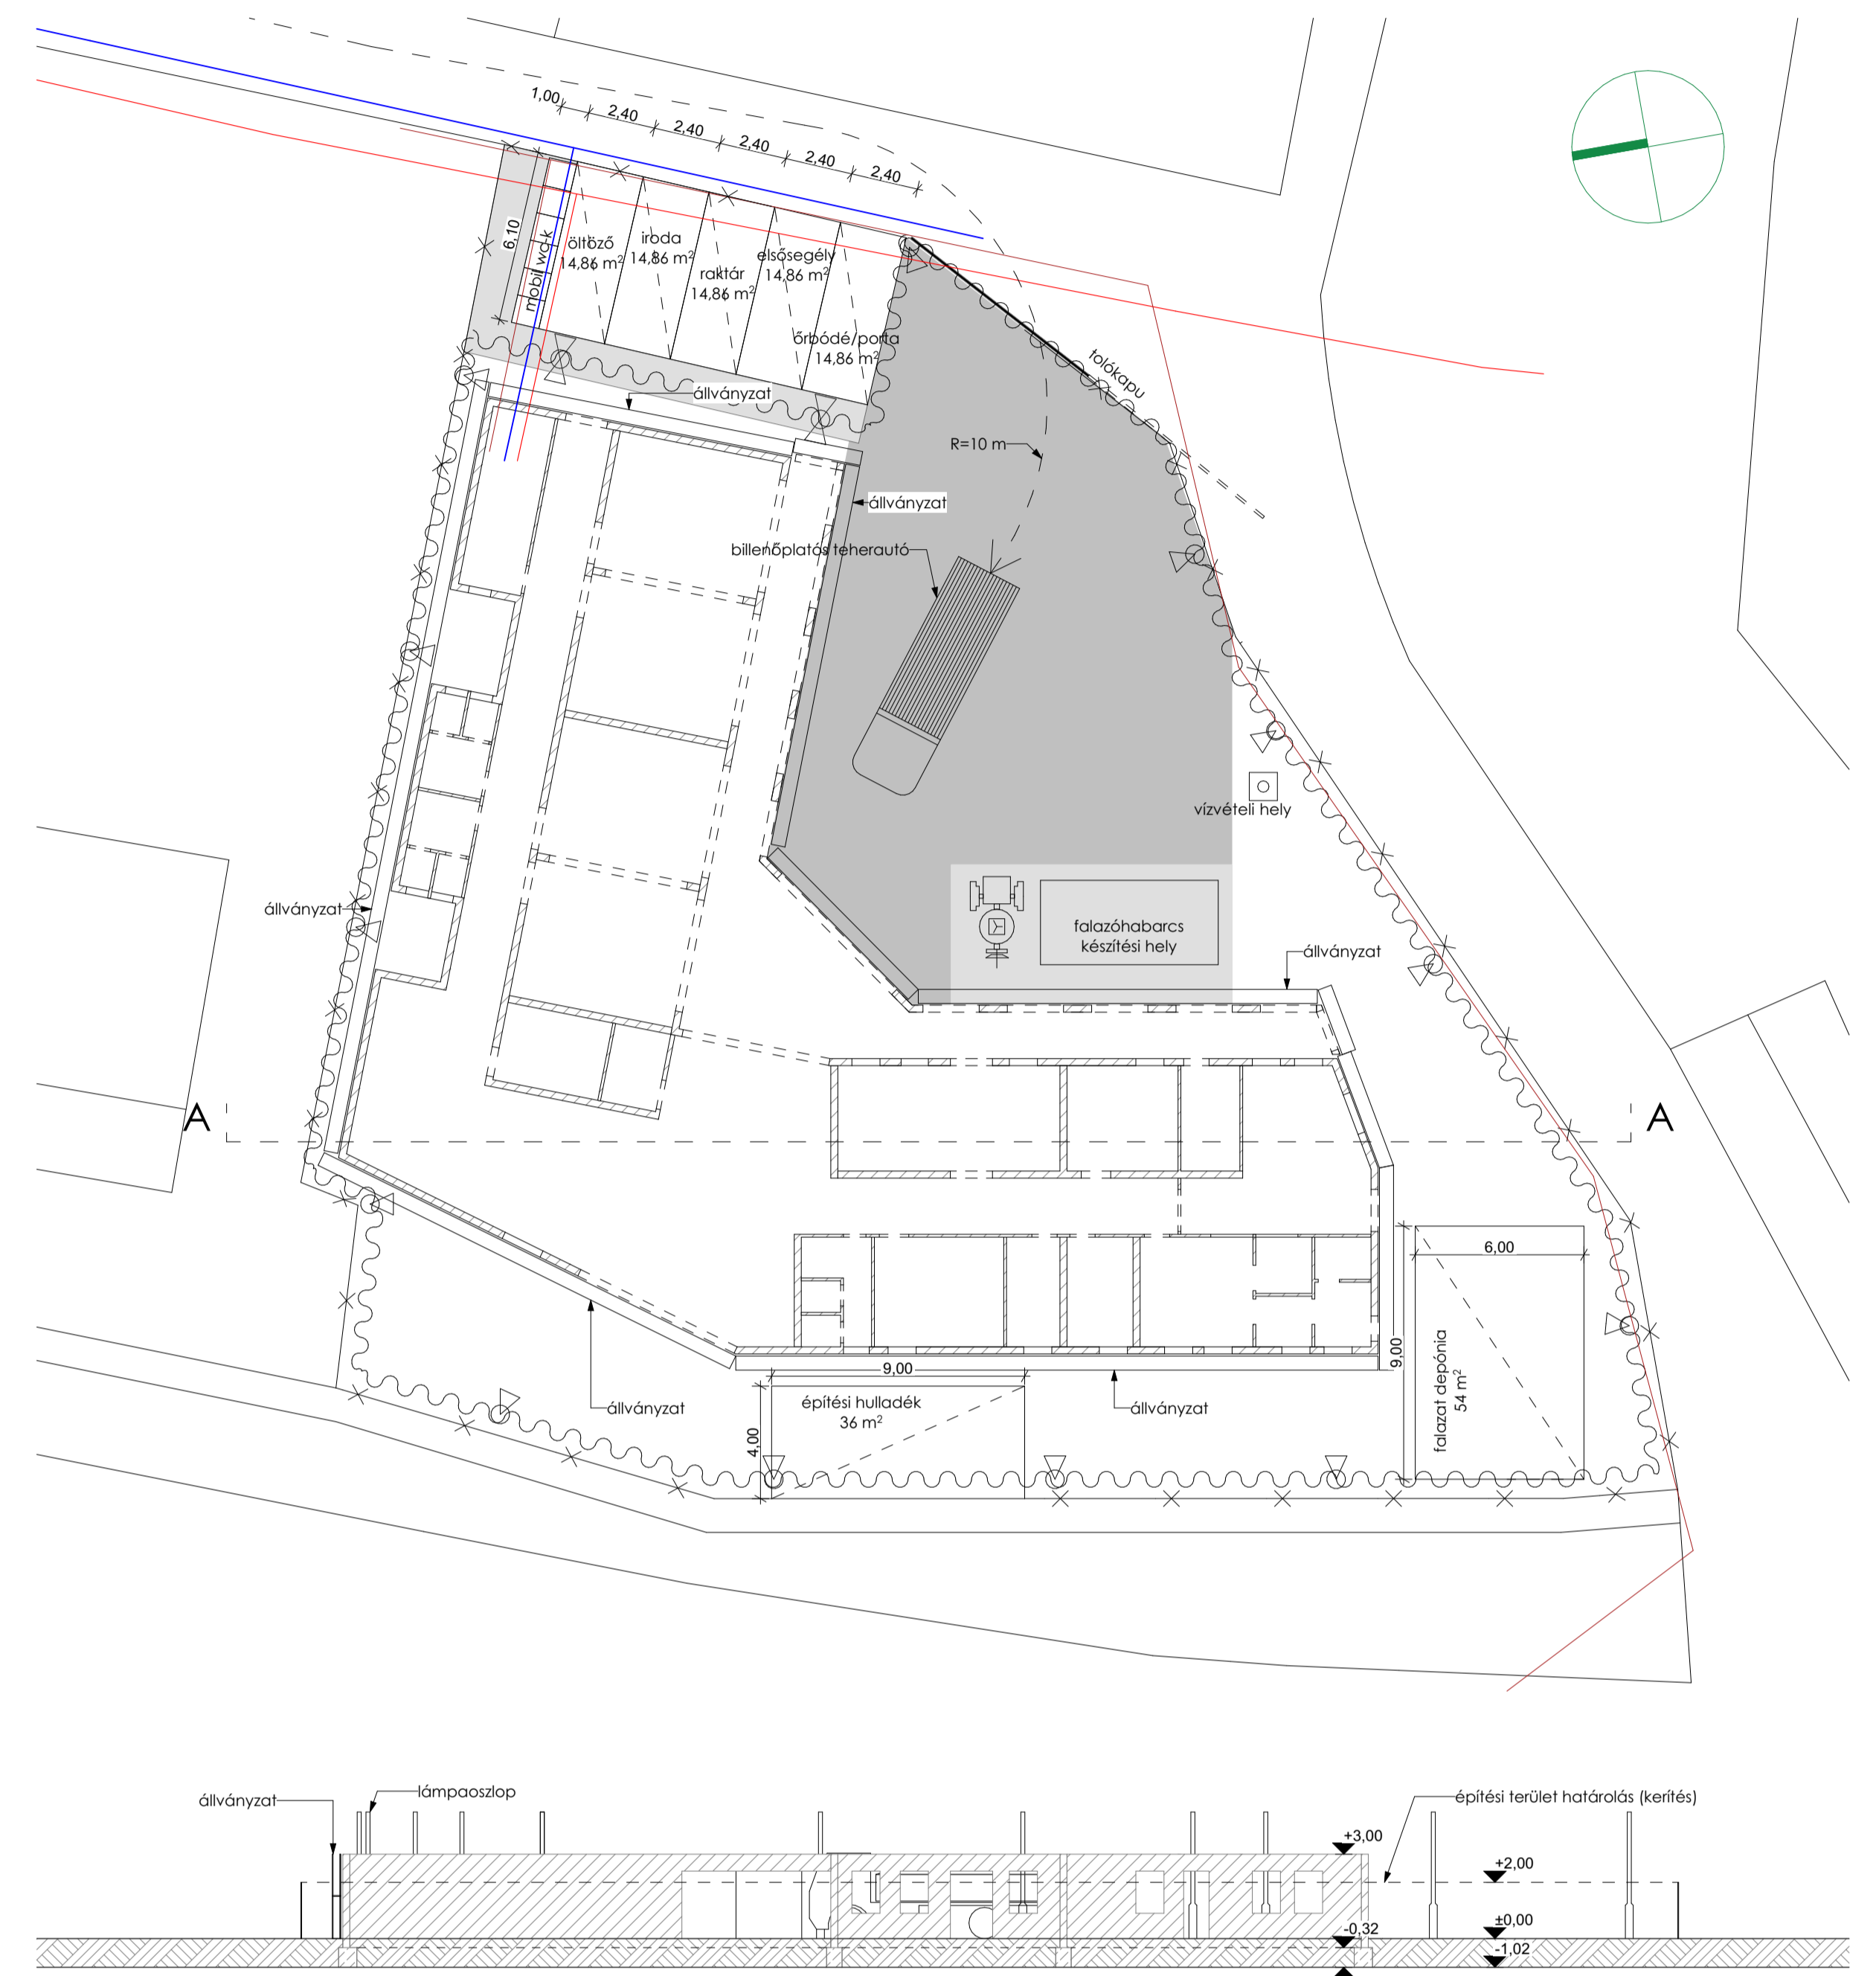 1,00
2,40
2,40
2,40
2,40
2,40
6,10
mobil wc-k
öltöző
14,86 m²
iroda
14,86 m²
raktár
14,86 m²
elsősegély
14,86 m²
őrbódé/porta
14,86 m²
tolókapu
állványzat
R=10 m
állványzat
billenőplatós teherautó
vízvételi hely
állványzat
falazóhabarcs
készítési hely
állványzat
A
A
6,00
9,00
falazat depónia
54 m²
9,00
építési hulladék
36 m²
4,00
állványzat
állványzat
lámpaoszlop
állványzat
építési terület határolás (kerítés)
+3,00
+2,00
-0,32
±0,00
-1,02